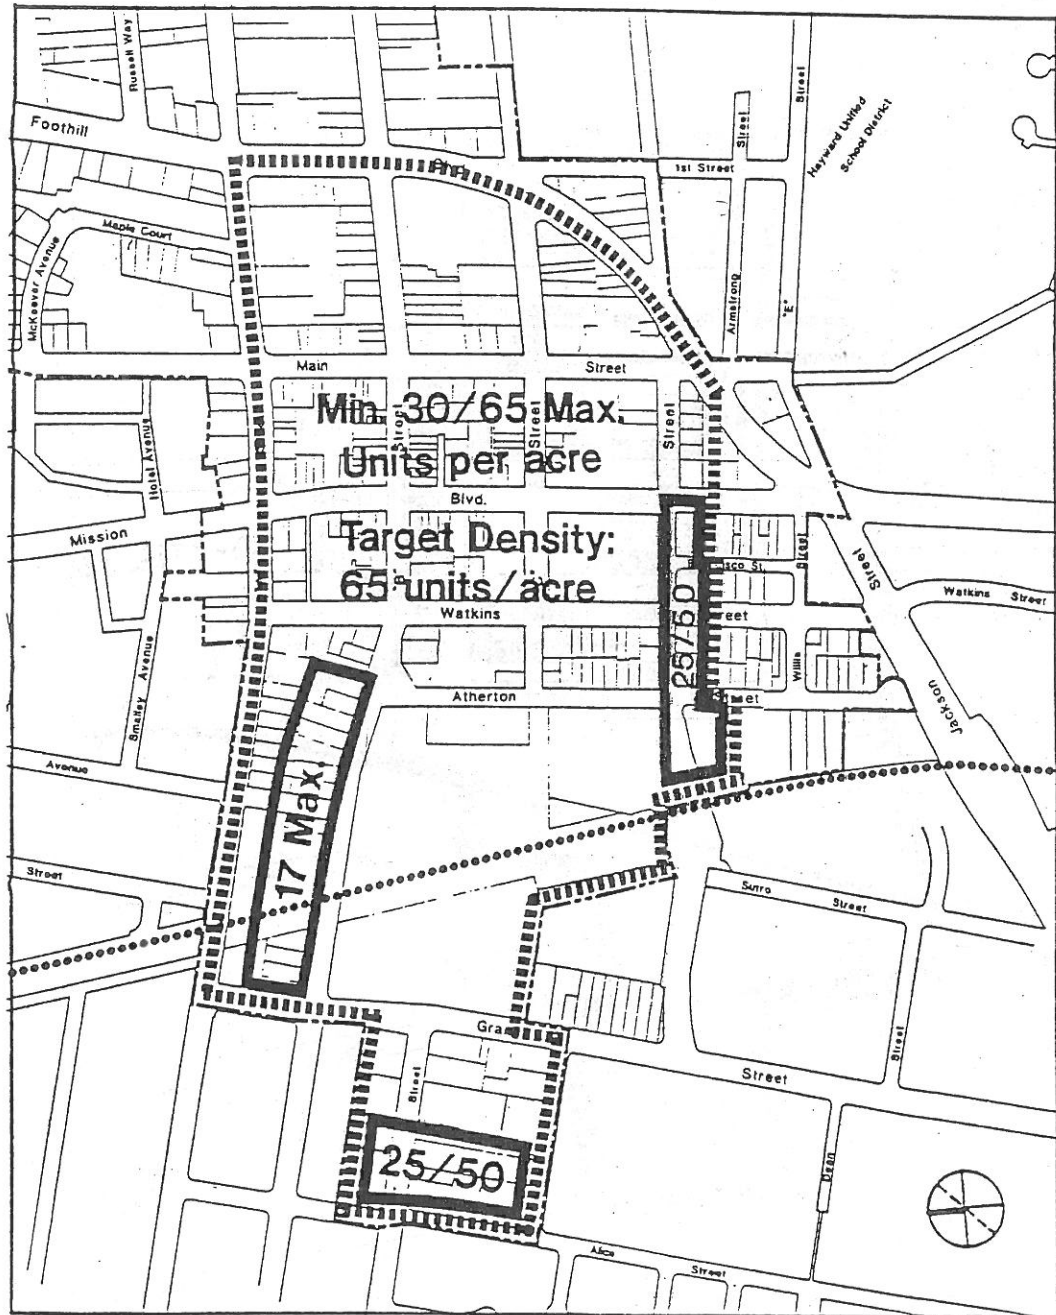 Russell Way
Foothill
Blvd.
1st Street
Street
Street
Hayward Unified
School District
Maple Court
McKeever Avenue
Armstrong
"E"
Main
Street
Min. 30/65 Max.
Units per acre
Street
Street
Street
Hotel Avenue
Blvd.
Mission
Target Density:
65 units/acre
"B"
Street
Watkins
Street
Street
Watkins Street
25/50
Smalley Avenue
Willis
Atherton
Street
Jackson
Avenue
17 Max.
Street
Sutro Street
Street
Street
Street
25/50
Dean
Alice Street